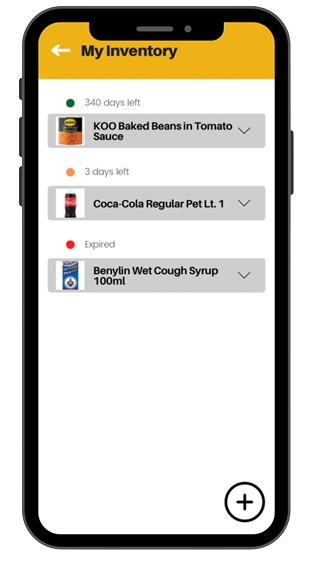 My Inventory
340 days left
KOO Baked Beans in Tomato
Sauce
3 days left
Coca-Cola Regular Pet Lt. 1
Expired
Benylin Wet Cough Syrup
100ml